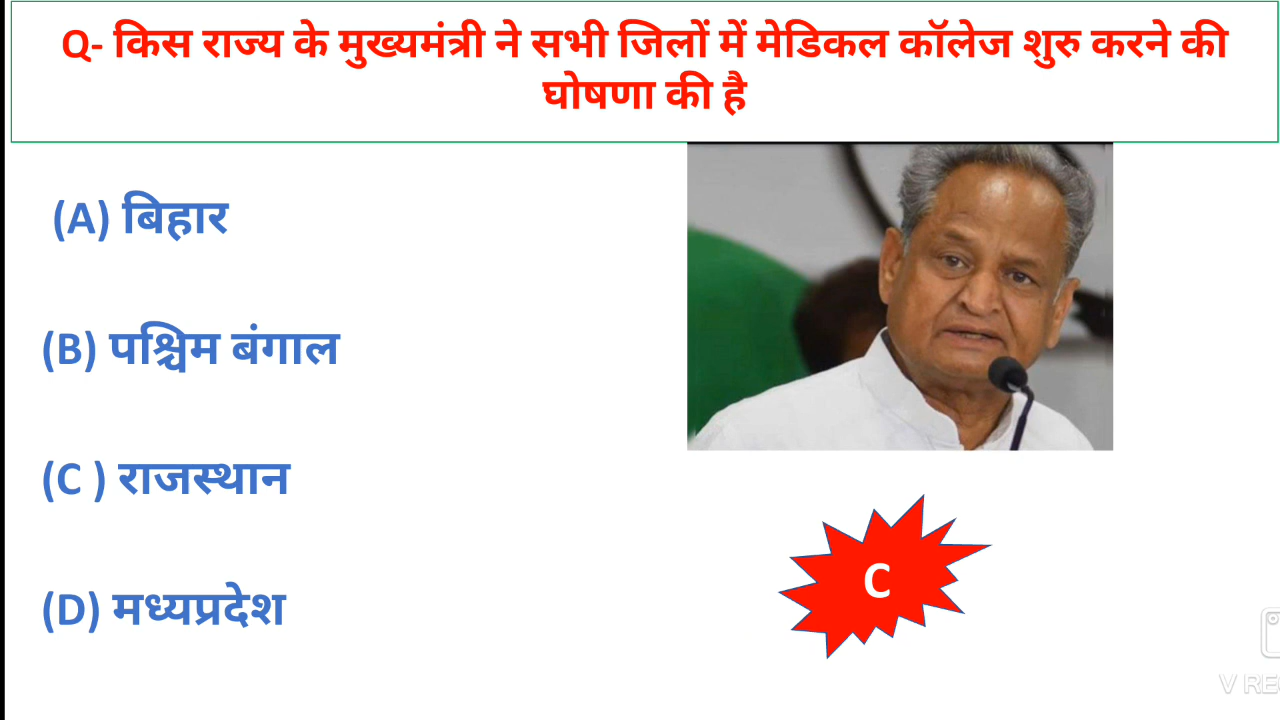 Q- किस राज्य के मुख्यमंत्री ने सभी जिलों में मेडिकल कॉलेज शुरु करने की
घोषणा की है
(A) बिहार
(B) पश्चिम बंगाल
(C ) राजस्थान
(D) मध्यप्रदेश
C